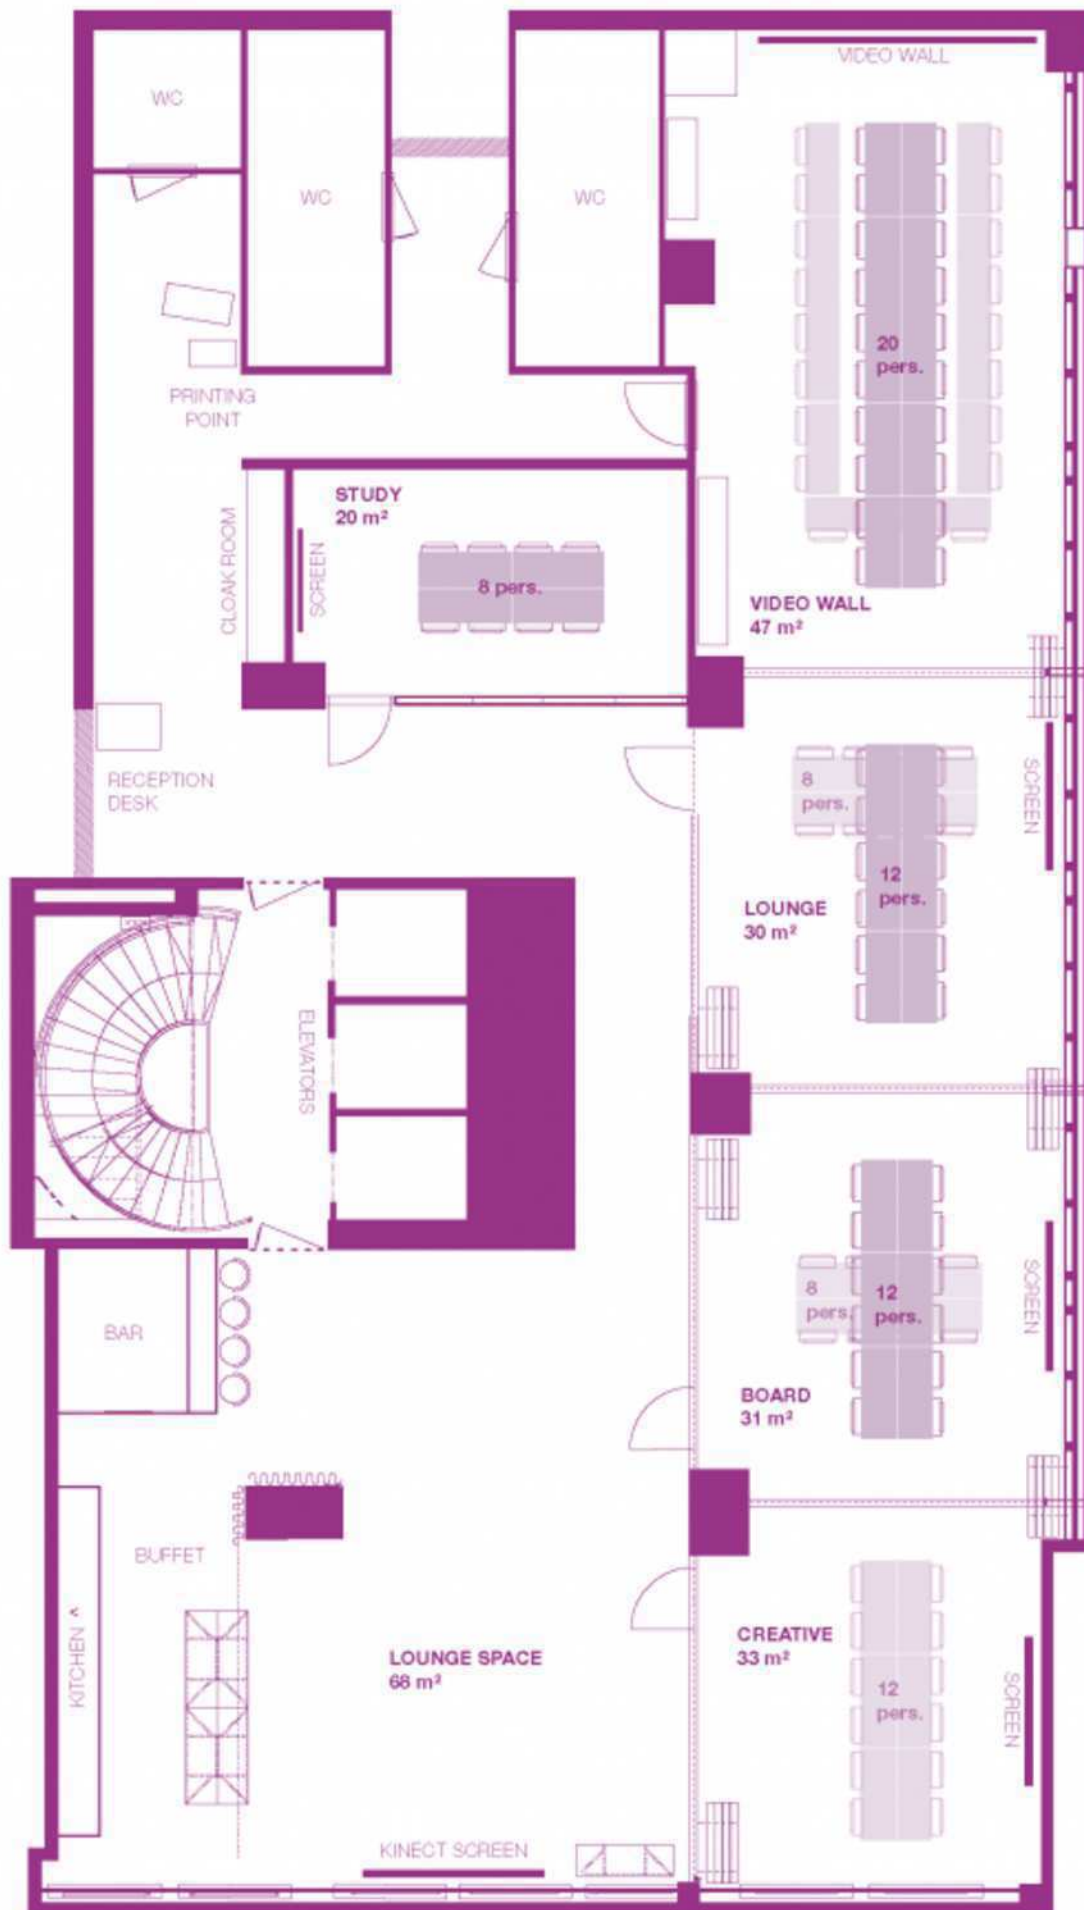 VIDEO WALL
WC
WC
WC
20
pers.
PRINTING
POINT
STUDY
20 m²
CLOAK ROOM
SCREEN
8 pers.
VIDEO WALL
47 m²
RECEPTION
DESK
8
pers.
SCREEN
12
pers.
LOUNGE
30 m²
ELEVATORS
8
pers.
12
pers.
SCREEN
BAR
BOARD
31 m²
BUFFET
KITCHEN <
LOUNGE SPACE
68 m²
CREATIVE
33 m²
12
pers.
SCREEN
KINECT SCREEN